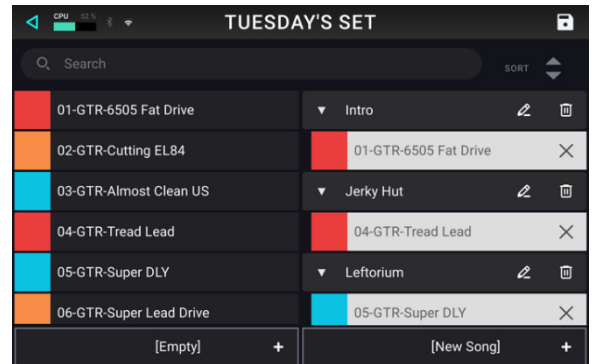 CPU 52 % TUESDAY'S SET
Search SORT
01-GTR-6505 Fat Drive
02-GTR-Cutting EL84
03-GTR-Almost Clean US
04-GTR-Tread Lead
05-GTR-Super DLY
06-GTR-Super Lead Drive
[Empty] +
Intro
01-GTR-6505 Fat Drive
Jerky Hut
04-GTR-Tread Lead
Leftorium
05-GTR-Super DLY
[New Song] +